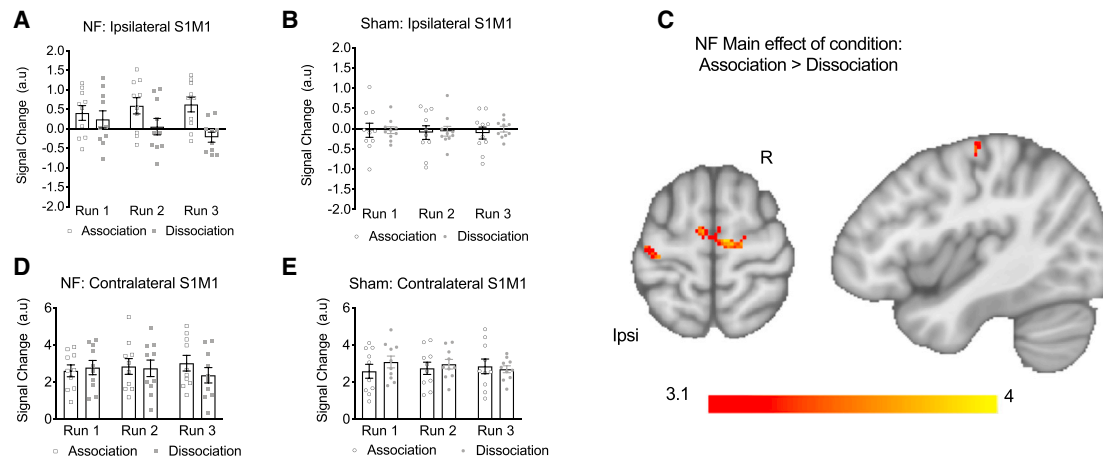 A
NF: Ipsilateral S1M1
Signal Change (a.u)
2.0
1.5
1.0
0.5
0.0
-0.5
-1.0
-1.5
-2.0
Run 1 Run 2 Run 3
Association Dissociation
B
Sham: Ipsilateral S1M1
Signal Change (a.u)
2.0
1.5
1.0
0.5
0.0
-0.5
-1.0
-1.5
-2.0
Run 1 Run 2 Run 3
Association Dissociation
C
NF Main effect of condition:
Association > Dissociation
R
Ipsi
3.1 4
D
NF: Contralateral S1M1
Signal Change (a.u)
6
4
2
0
Run 1 Run 2 Run 3
Association Dissociation
E
Sham: Contralateral S1M1
Signal Change (a.u)
6
4
2
0
Run 1 Run 2 Run 3
Association Dissociation